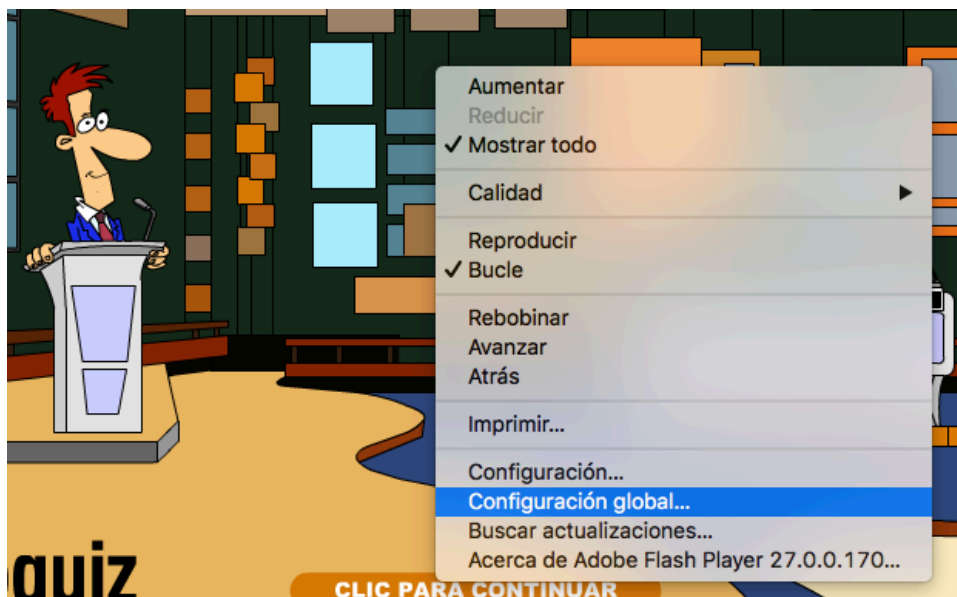 Aumentar
Reducir
✓ Mostrar todo
Calidad
Reproducir
✓ Bucle
Rebobinar
Avanzar
Atrás
Imprimir...
Configuración...
Configuración global...
Buscar actualizaciones...
Acerca de Adobe Flash Player 27.0.0.170...
quiz
CLIC PARA CONTINUAR